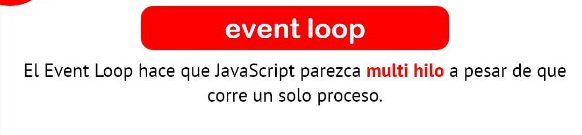 event loop
El Event Loop hace que JavaScript parezca multi hilo a pesar de que
corre un solo proceso.